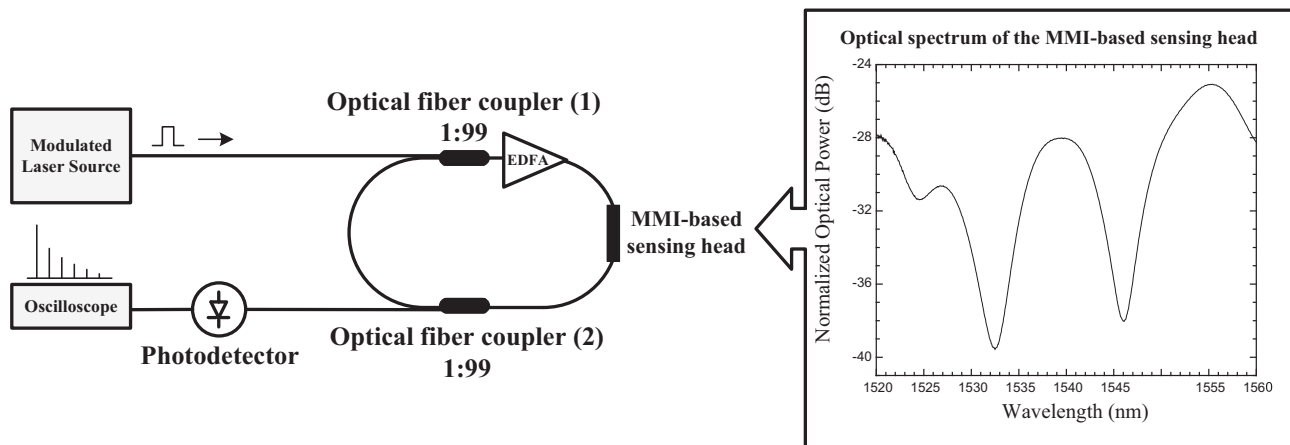 Modulated
Laser Source
Oscilloscope
Photodetector
Optical fiber coupler (1)
1:99
EDFA
MMI-based
sensing head
Optical fiber coupler (2)
1:99
Optical spectrum of the MMI-based sensing head
Normalized Optical Power (dB)
-24
-28
-32
-36
-40
1520 1525 1530 1535 1540 1545 1555 1560
Wavelength (nm)